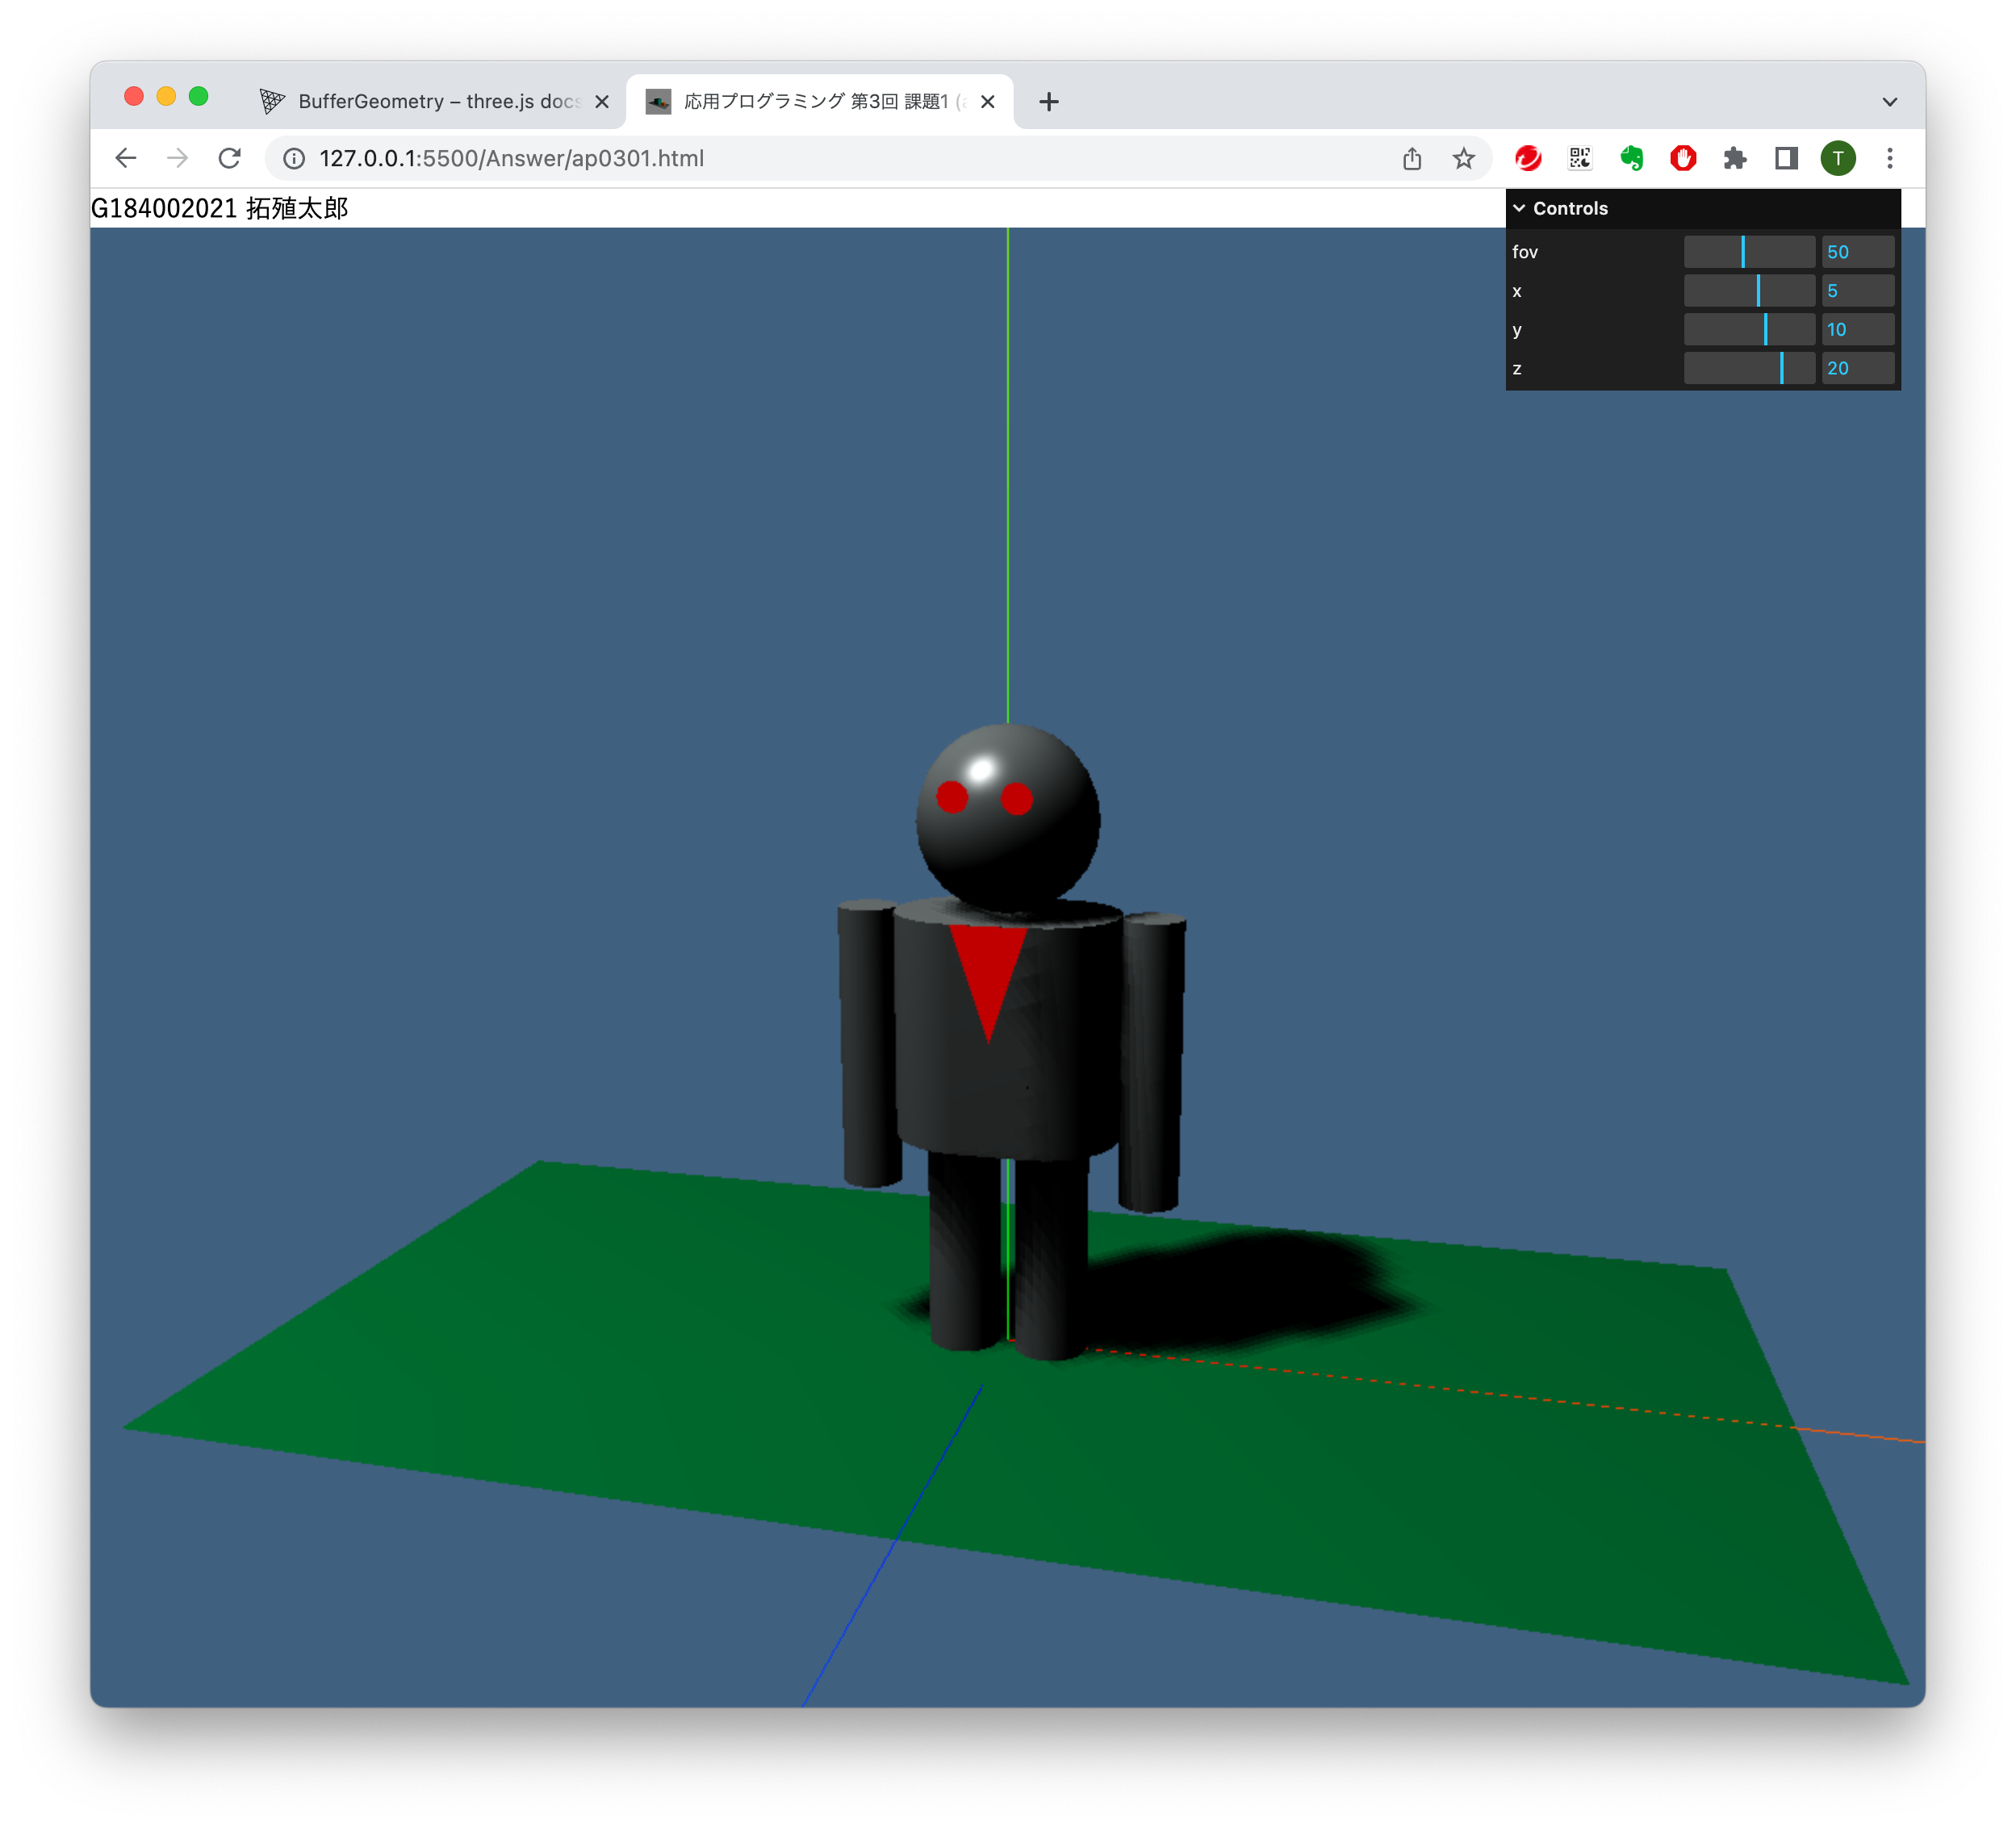 BufferGeometry – three.js docs
応用プログラミング 第3回 課題1 (
127.0.0.1:5500/Answer/ap0301.html
T
G184002021 拓殖太郎
Controls
fov 50
x 5
y 10
z 20